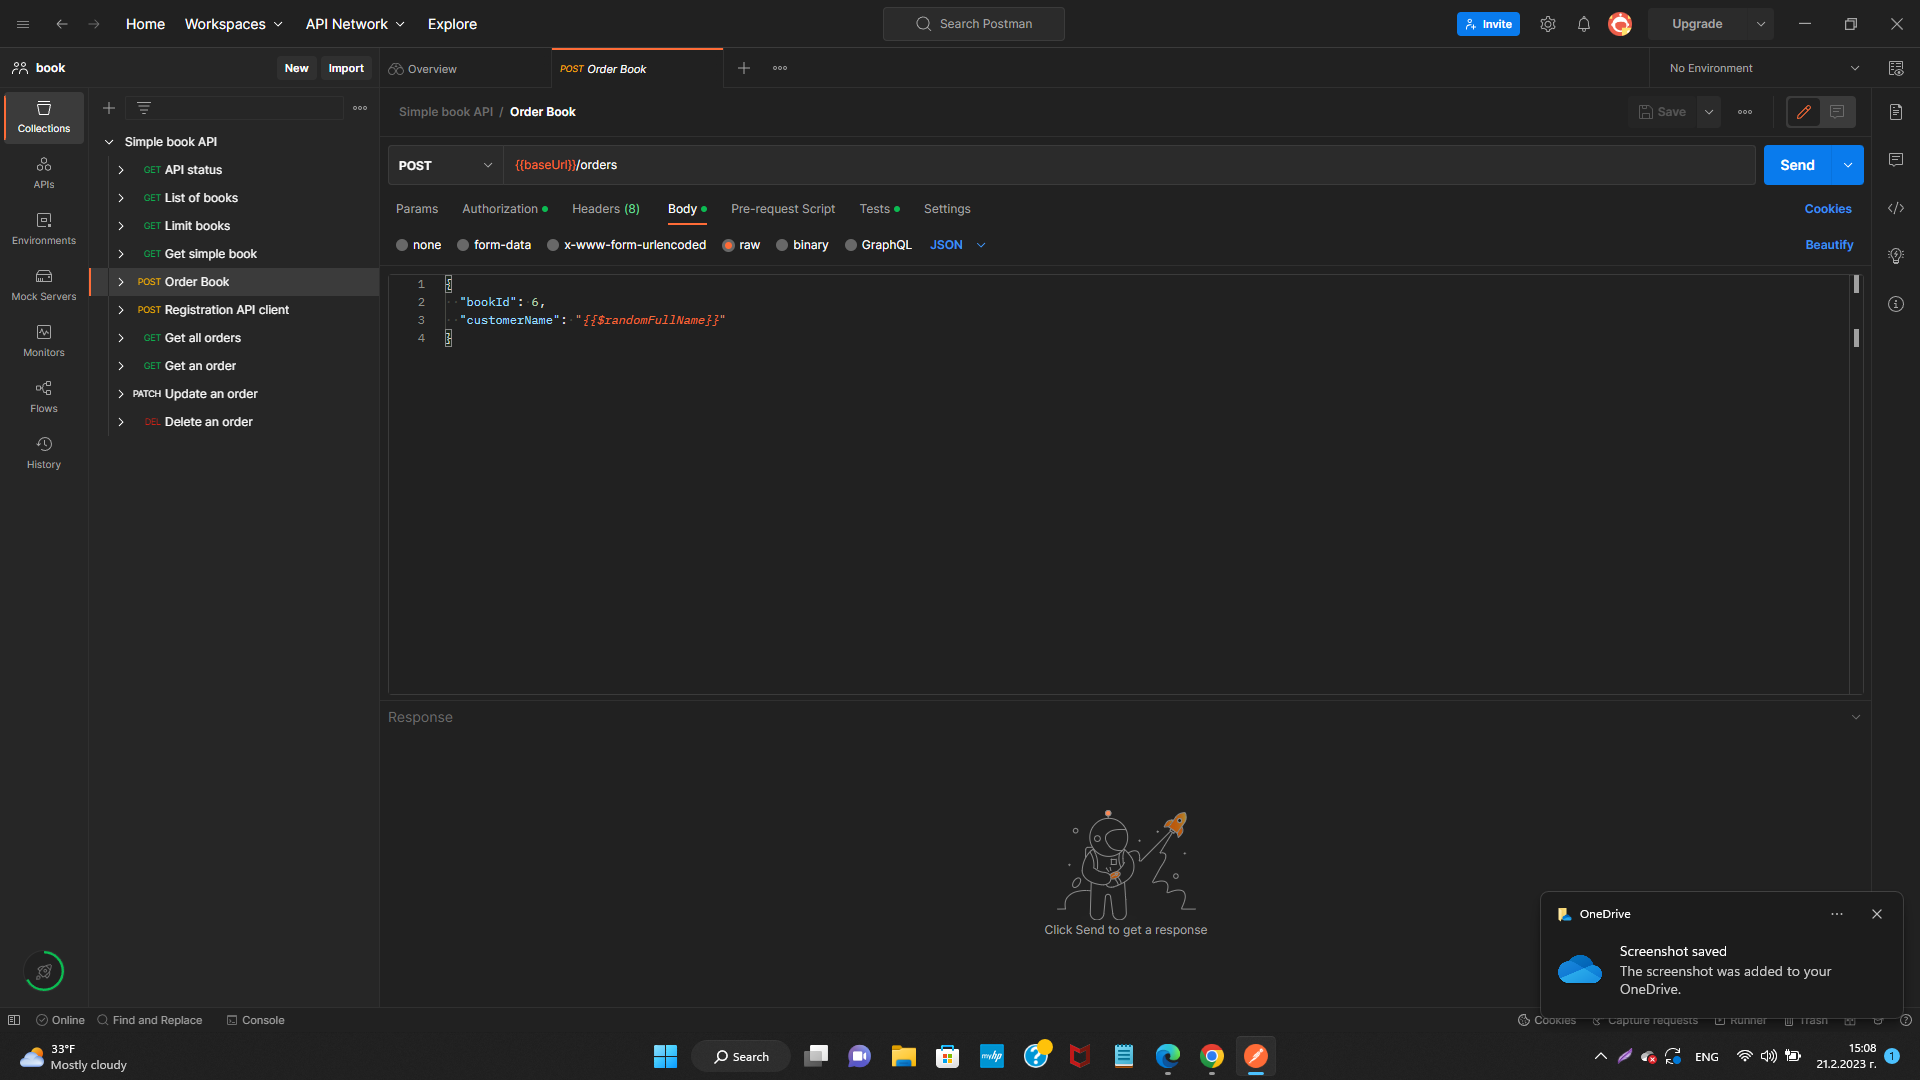 Home Workspaces API Network Explore Search Postman Invite Upgrade
book New Import Overview POST Order Book No Environment
Simple book API / Order Book Save
Collections
APIs
Environments
Mock Servers
Monitors
Flows
History
Simple book API
GET API status
GET List of books
GET Limit books
GET Get simple book
POST Order Book
POST Registration API client
GET Get all orders
GET Get an order
PATCH Update an order
DEL Delete an order
POST {{baseUrl}}/orders Send
Params Authorization Headers (8) Body Pre-request Script Tests Settings Cookies
none form-data x-www-form-urlencoded raw binary GraphQL JSON Beautify
1 {
2 "bookId": 6,
3 "customerName": "{{$randomFullName}}"
4 }
Response
Click Send to get a response
OneDrive
Screenshot saved
The screenshot was added to your
OneDrive.
Online Find and Replace Console Cookies Capture requests Runner Trash
33°F
Mostly cloudy
Search
myhp
ENG
15:08
21.2.2023 г.
1